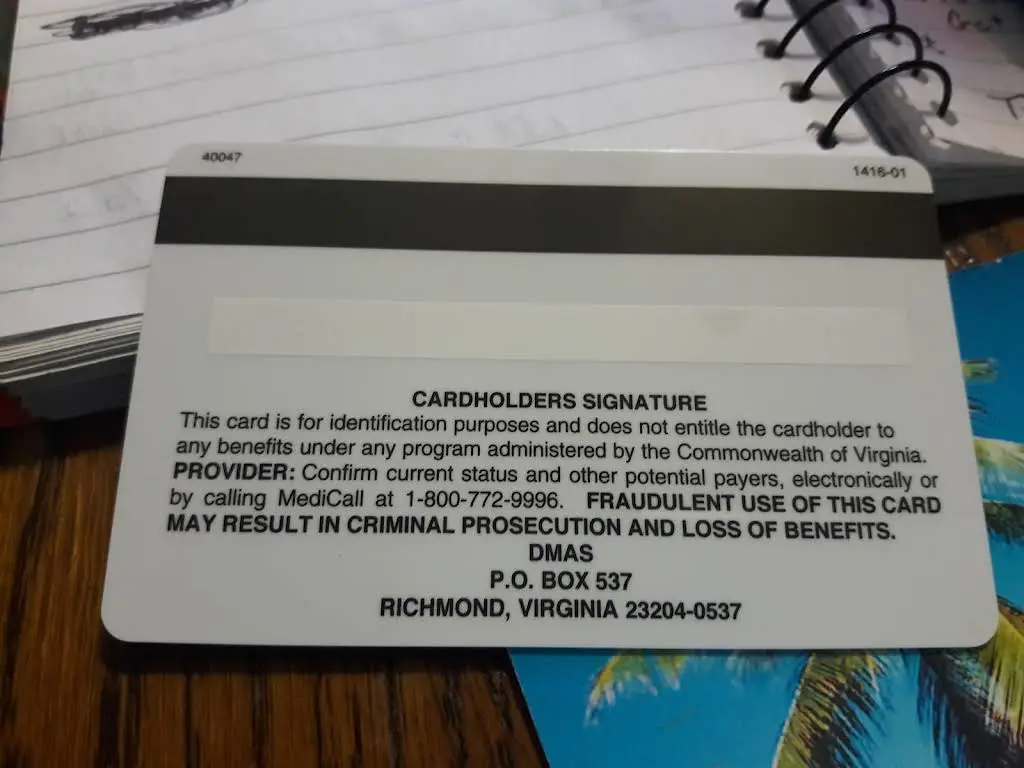 40047
1416-01
CARDHOLDERS SIGNATURE
This card is for identification purposes and does not entitle the cardholder to
any benefits under any program administered by the Commonwealth of Virginia.
PROVIDER: Confirm current status and other potential payers, electronically or
by calling MediCall at 1-800-772-9996. FRAUDULENT USE OF THIS CARD
MAY RESULT IN CRIMINAL PROSECUTION AND LOSS OF BENEFITS.
DMAS
P.O. BOX 537
RICHMOND, VIRGINIA 23204-0537